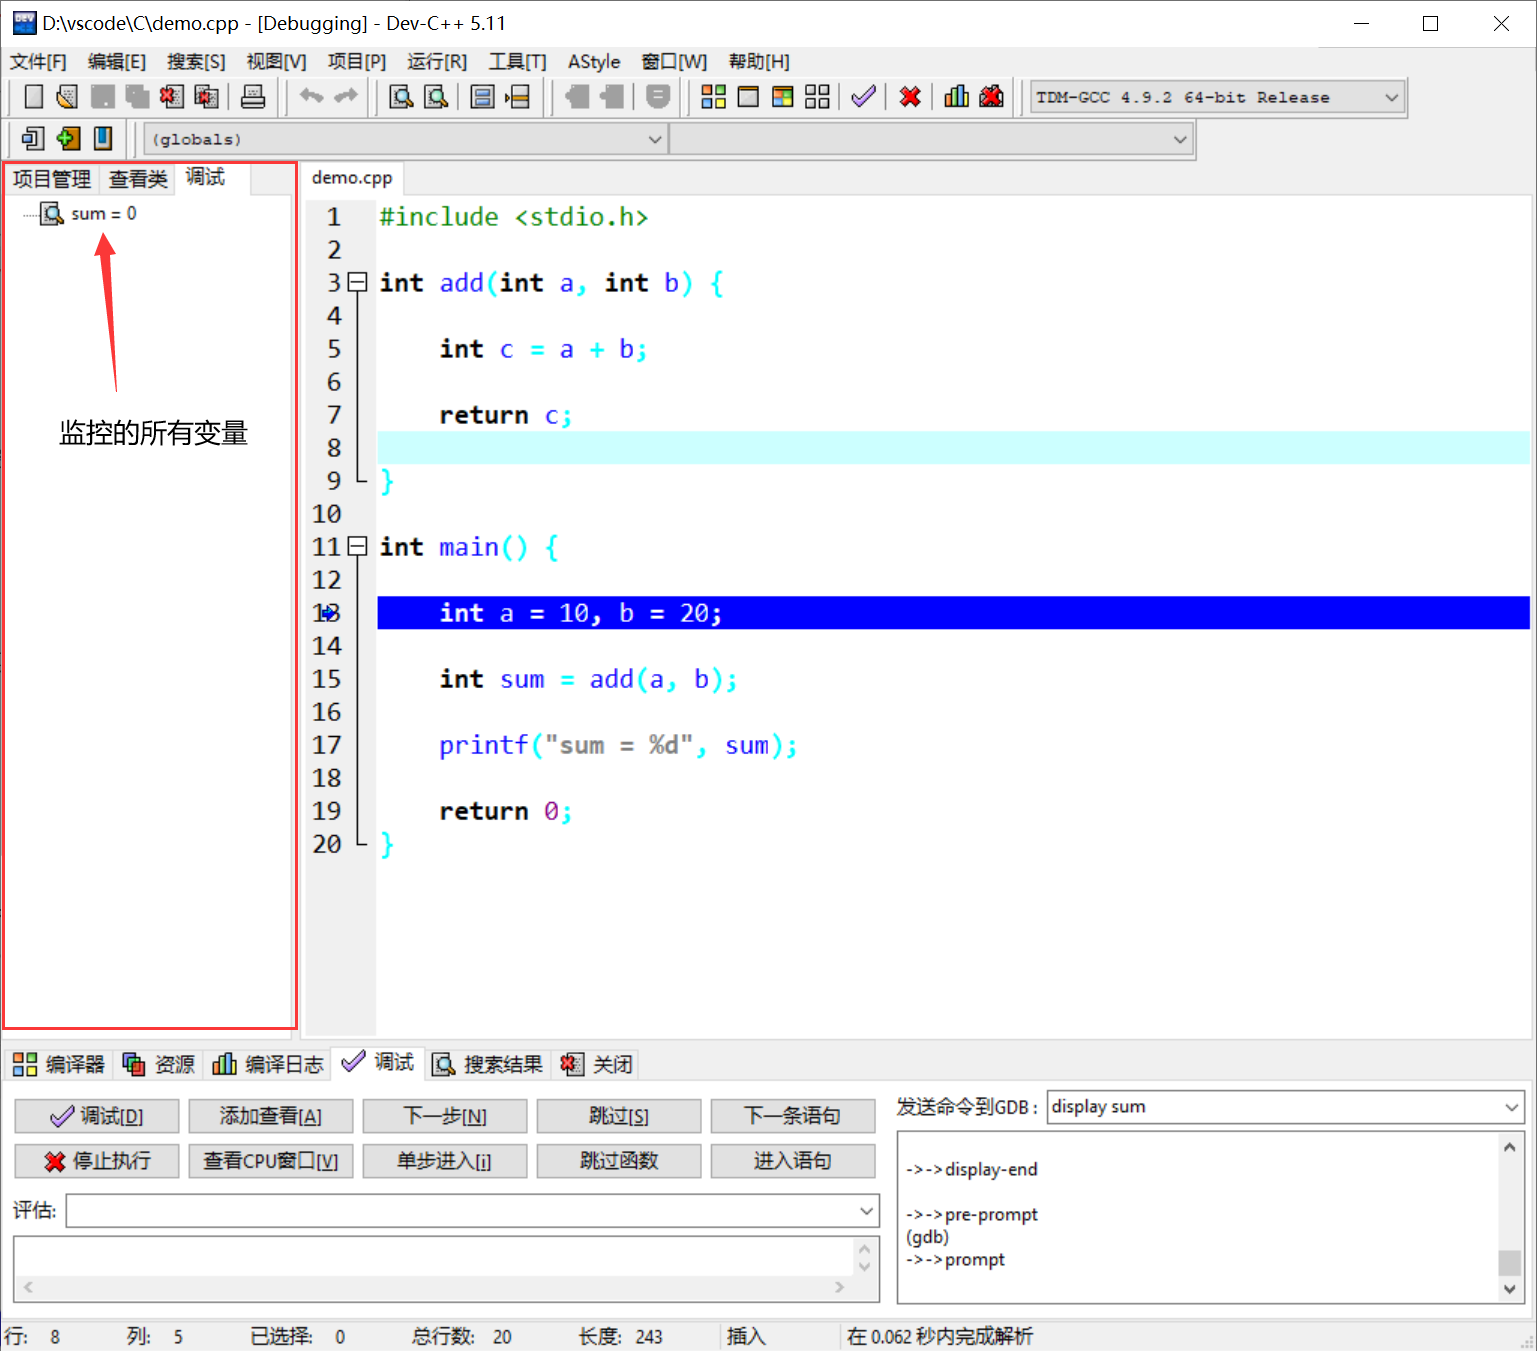 D:\vscode\C\demo.cpp - [Debugging] - Dev-C++ 5.11
文件[F] 编辑[E] 搜索[S] 视图[V] 项目[P] 运行[R] 工具[T] AStyle 窗口[W] 帮助[H]
TDM-GCC 4.9.2 64-bit Release
(globals)
项目管理 查看类 调试
sum = 0
监控的所有变量
demo.cpp
1 #include <stdio.h>
2
3 int add(int a, int b) {
4
5 int c = a + b;
6
7 return c;
8
9 }
10
11 int main() {
12
13 int a = 10, b = 20;
14
15 int sum = add(a, b);
16
17 printf("sum = %d", sum);
18
19 return 0;
20 }
编译器 资源 编译日志 调试 搜索结果 关闭
调试[D] 添加查看[A] 下一步[N] 跳过[S] 下一条语句
停止执行 查看CPU窗口[V] 单步进入[i] 跳过函数 进入语句
评估:
发送命令到GDB: display sum
->->display-end
->->pre-prompt
(gdb)
->->prompt
行: 8 列: 5 已选择: 0 总行数: 20 长度: 243 插入 在 0.062 秒内完成解析